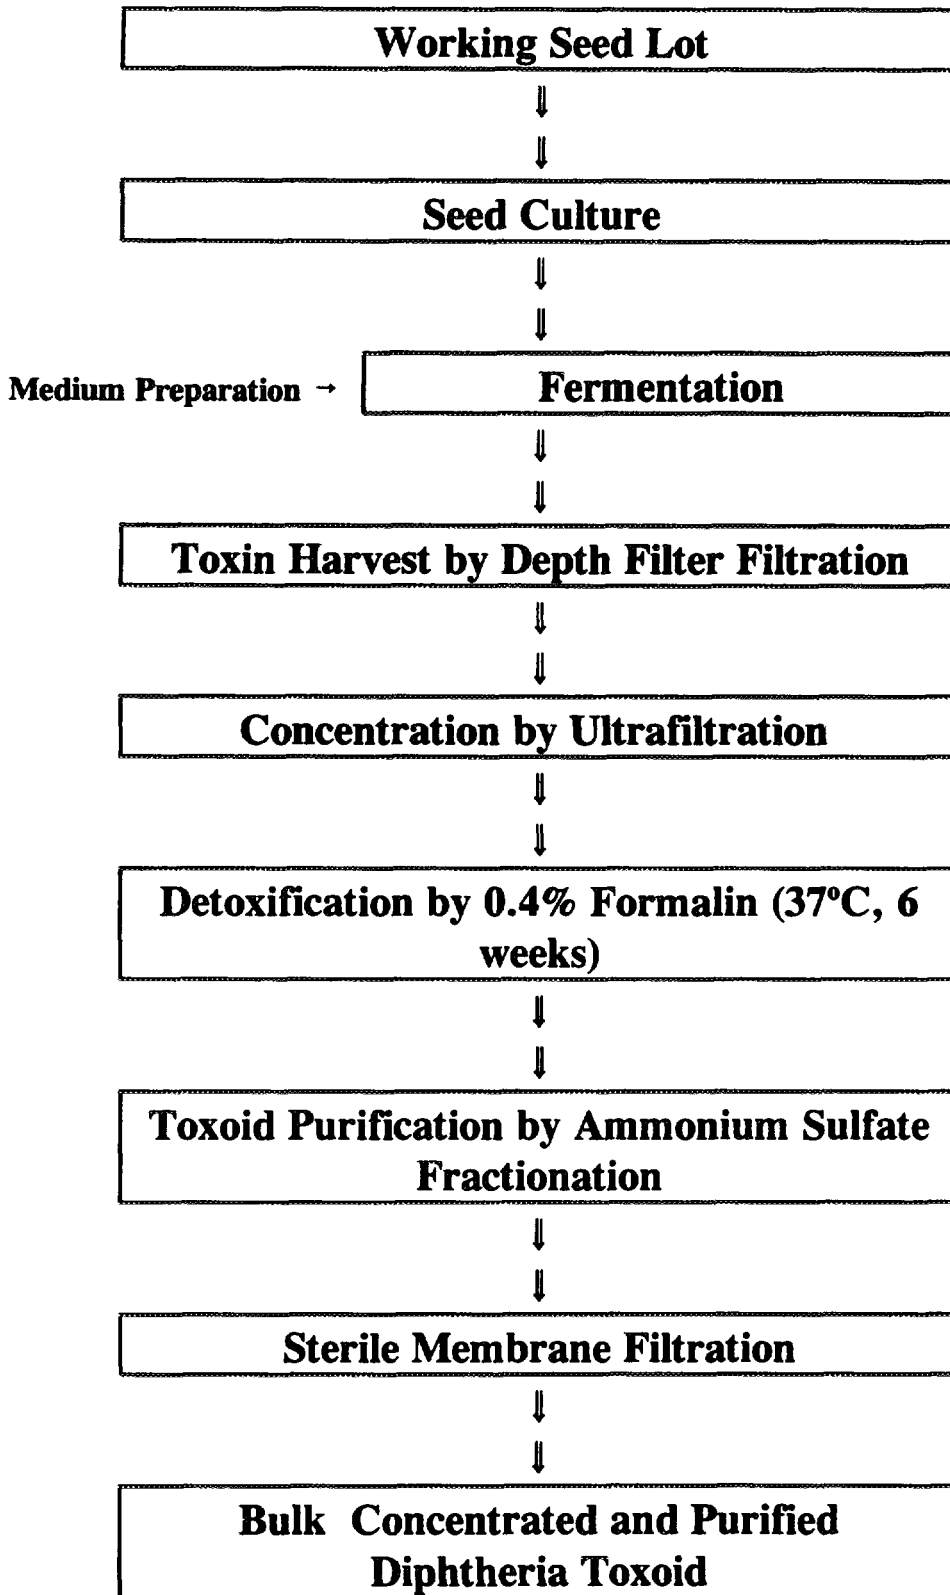 Working Seed Lot
Seed Culture
Medium Preparation → Fermentation
Toxin Harvest by Depth Filter Filtration
Concentration by Ultrafiltration
Detoxification by 0.4% Formalin (37ºC, 6
weeks)
Toxoid Purification by Ammonium Sulfate
Fractionation
Sterile Membrane Filtration
Bulk Concentrated and Purified
Diphtheria Toxoid